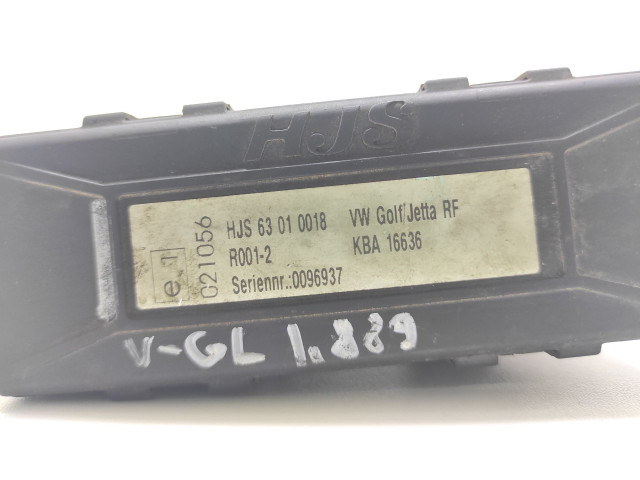 HJS
e1
021056
HJS 63 01 0018 VW Golf/Jetta RF
R001-2 KBA 16636
Seriennr.:0096937
V-GL 1.889